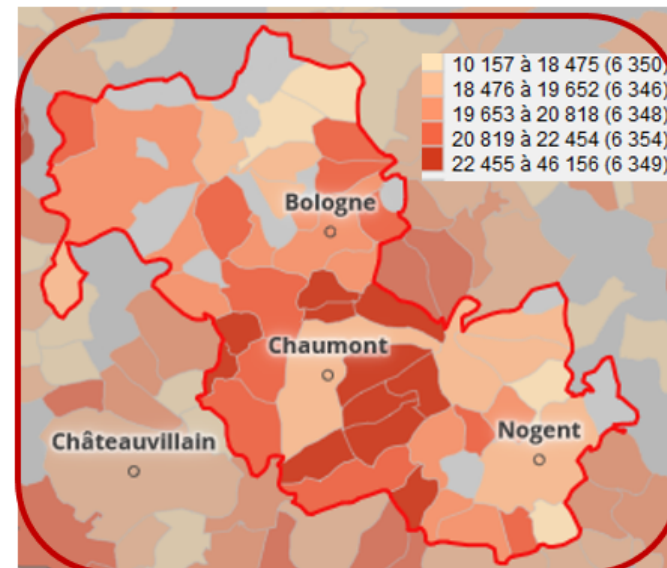 10 157 à 18 475 (6 350)
18 476 à 19 652 (6 346)
19 653 à 20 818 (6 348)
20 819 à 22 454 (6 354)
22 455 à 46 156 (6 349)
Bologne
Chaumont
Nogent
Châteauvillain